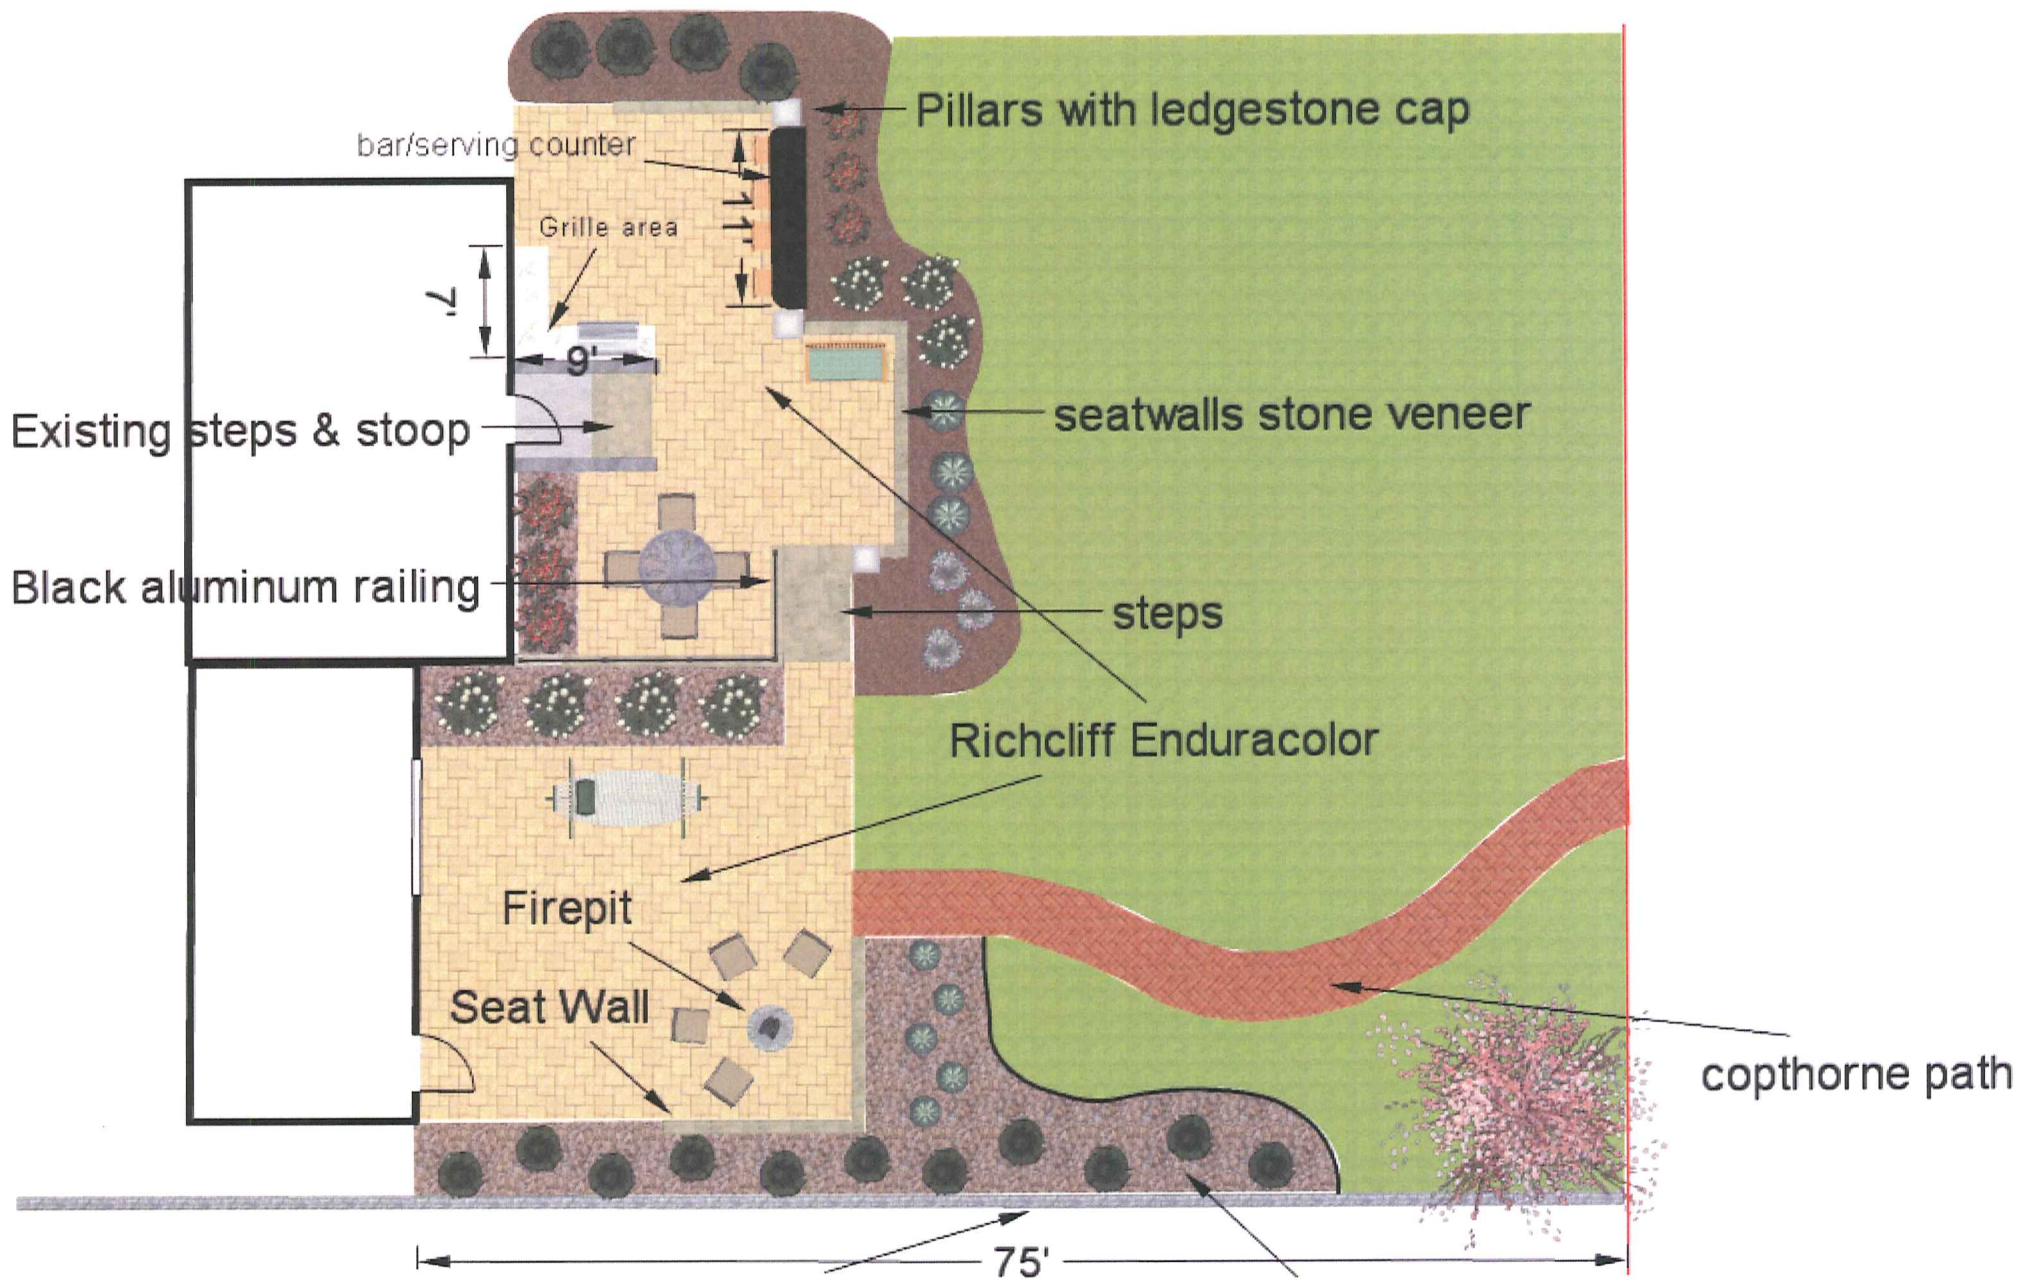 Pillars with ledgestone cap
bar/serving counter
11'
Grille area
7'
9'
Existing steps & stoop
seatwalls stone veneer
Black aluminum railing
steps
Richcliff Enduracolor
Firepit
Seat Wall
copthorne path
75'